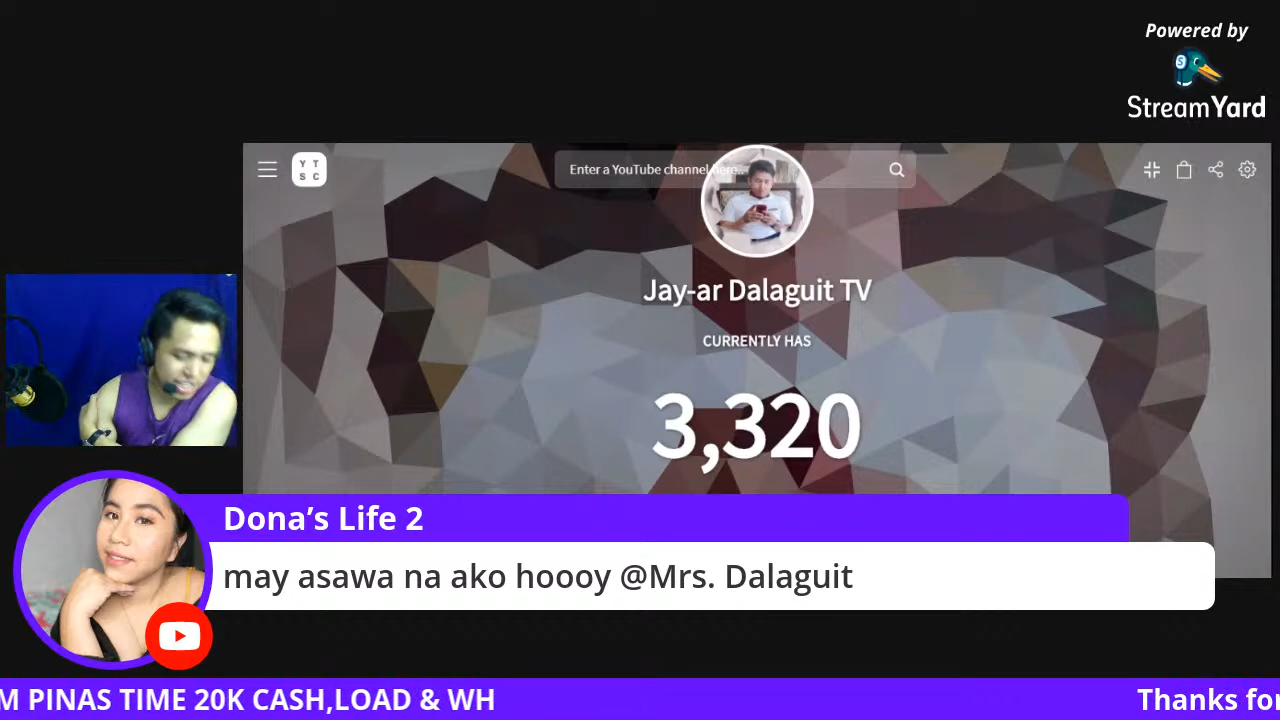 Powered by
StreamYard
Y T
S C
Enter a YouTube channel here...
Jay-ar Dalaguit TV
CURRENTLY HAS
3,320
Dona’s Life 2
may asawa na ako hoooy @Mrs. Dalaguit
M PINAS TIME 20K CASH,LOAD & WH
Thanks for